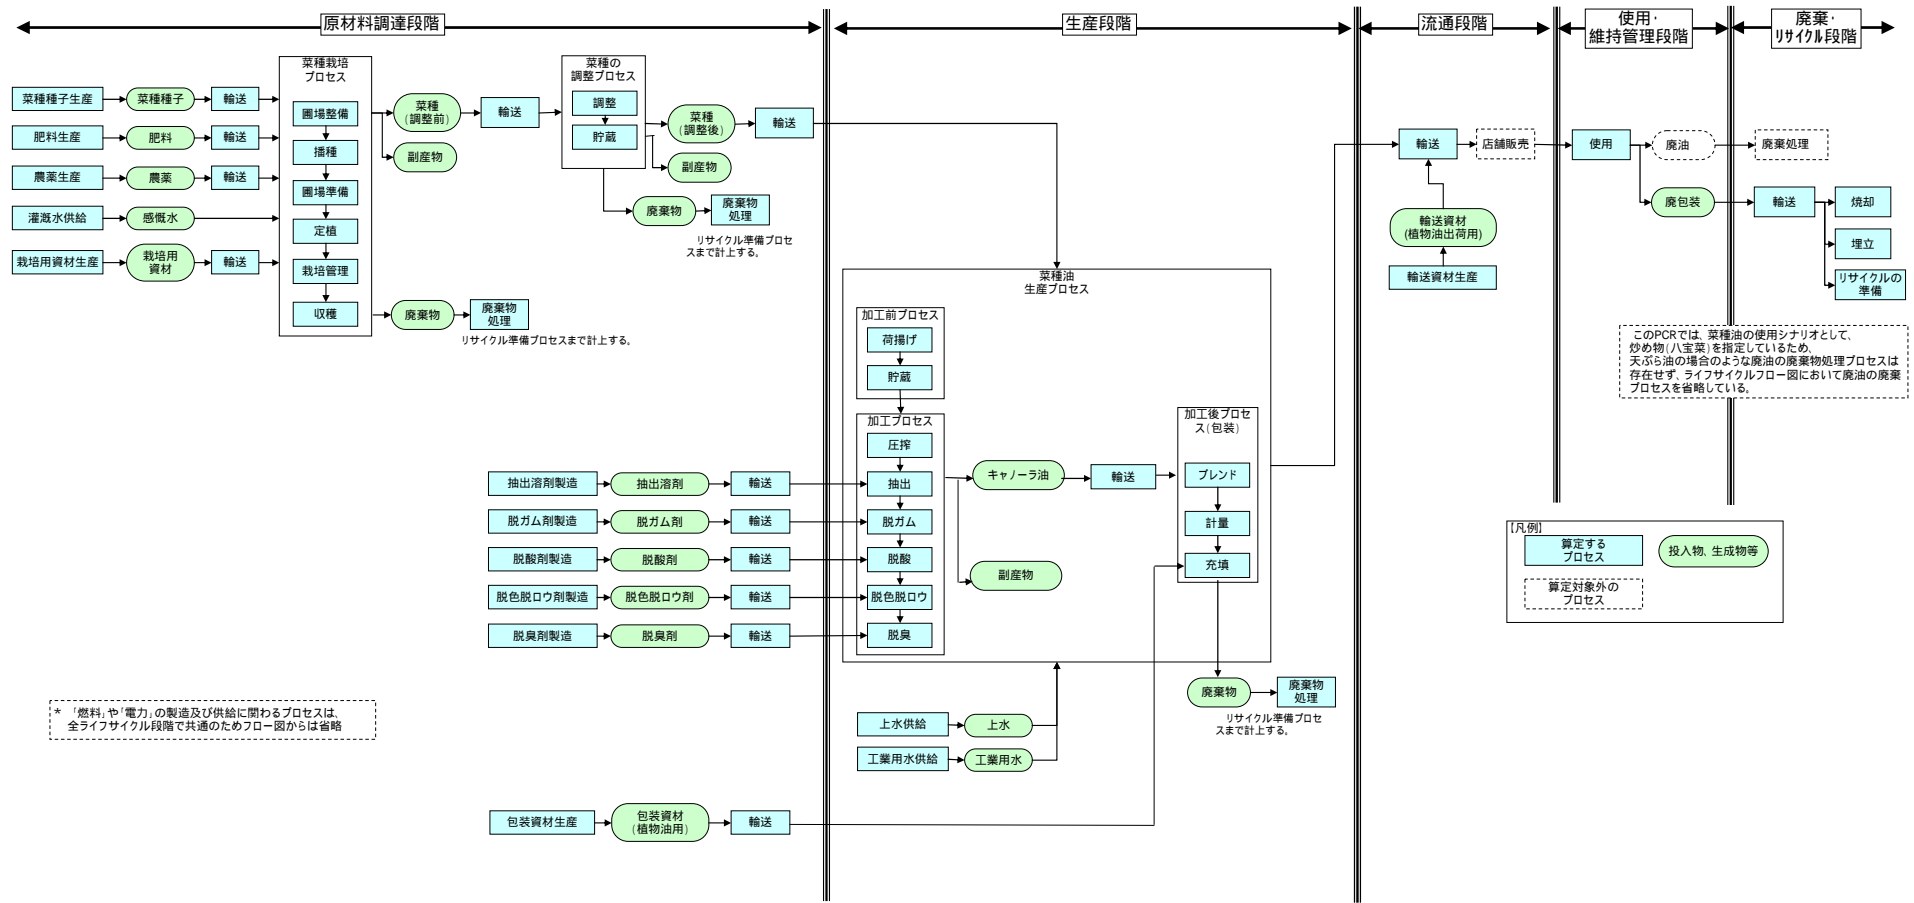 原材料調達段階
生産段階
流通段階
使用・
維持管理段階
廃棄・
リサイクル段階
菜種種子生産
菜種種子
輸送
肥料生産
肥料
輸送
農薬生産
農薬
輸送
灌漑水供給
感慨水
栽培用資材生産
栽培用
資材
輸送
菜種栽培
プロセス
圃場整備
播種
圃場準備
定植
栽培管理
収穫
菜種
(調整前)
副産物
輸送
廃棄物
廃棄物
処理
リサイクル準備プロセスまで計上する。
菜種の
調整プロセス
調整
貯蔵
菜種
(調整後)
副産物
輸送
廃棄物
廃棄物
処理
リサイクル準備プロセ
スまで計上する。
抽出溶剤製造
抽出溶剤
輸送
脱ガム剤製造
脱ガム剤
輸送
脱酸剤製造
脱酸剤
輸送
脱色脱ロウ剤製造
脱色脱ロウ剤
輸送
脱臭剤製造
脱臭剤
輸送
* 「燃料」や「電力」の製造及び供給に関わるプロセスは、
全ライフサイクル段階で共通のためフロー図からは省略
包装資材生産
包装資材
(植物油用)
輸送
菜種油
生産プロセス
加工前プロセス
荷揚げ
貯蔵
加工プロセス
圧搾
抽出
脱ガム
脱酸
脱色脱ロウ
脱臭
キャノーラ油
副産物
輸送
加工後プロセ
ス(包装)
ブレンド
計量
充填
廃棄物
廃棄物
処理
リサイクル準備プロセ
スまで計上する。
上水供給
上水
工業用水供給
工業用水
輸送
店舗販売
輸送資材
(植物油出荷用)
輸送資材生産
使用
廃油
廃棄処理
廃包装
輸送
焼却
埋立
リサイクルの
準備
このPCRでは、菜種油の使用シナリオとして、
炒め物(八宝菜)を指定しているため、
天ぷら油の場合のような廃油の廃棄物処理プロセスは
存在せず、ライフサイクルフロー図において廃油の廃棄
プロセスを省略している。
【凡例】
算定する
プロセス
投入物、生成物等
算定対象外の
プロセス